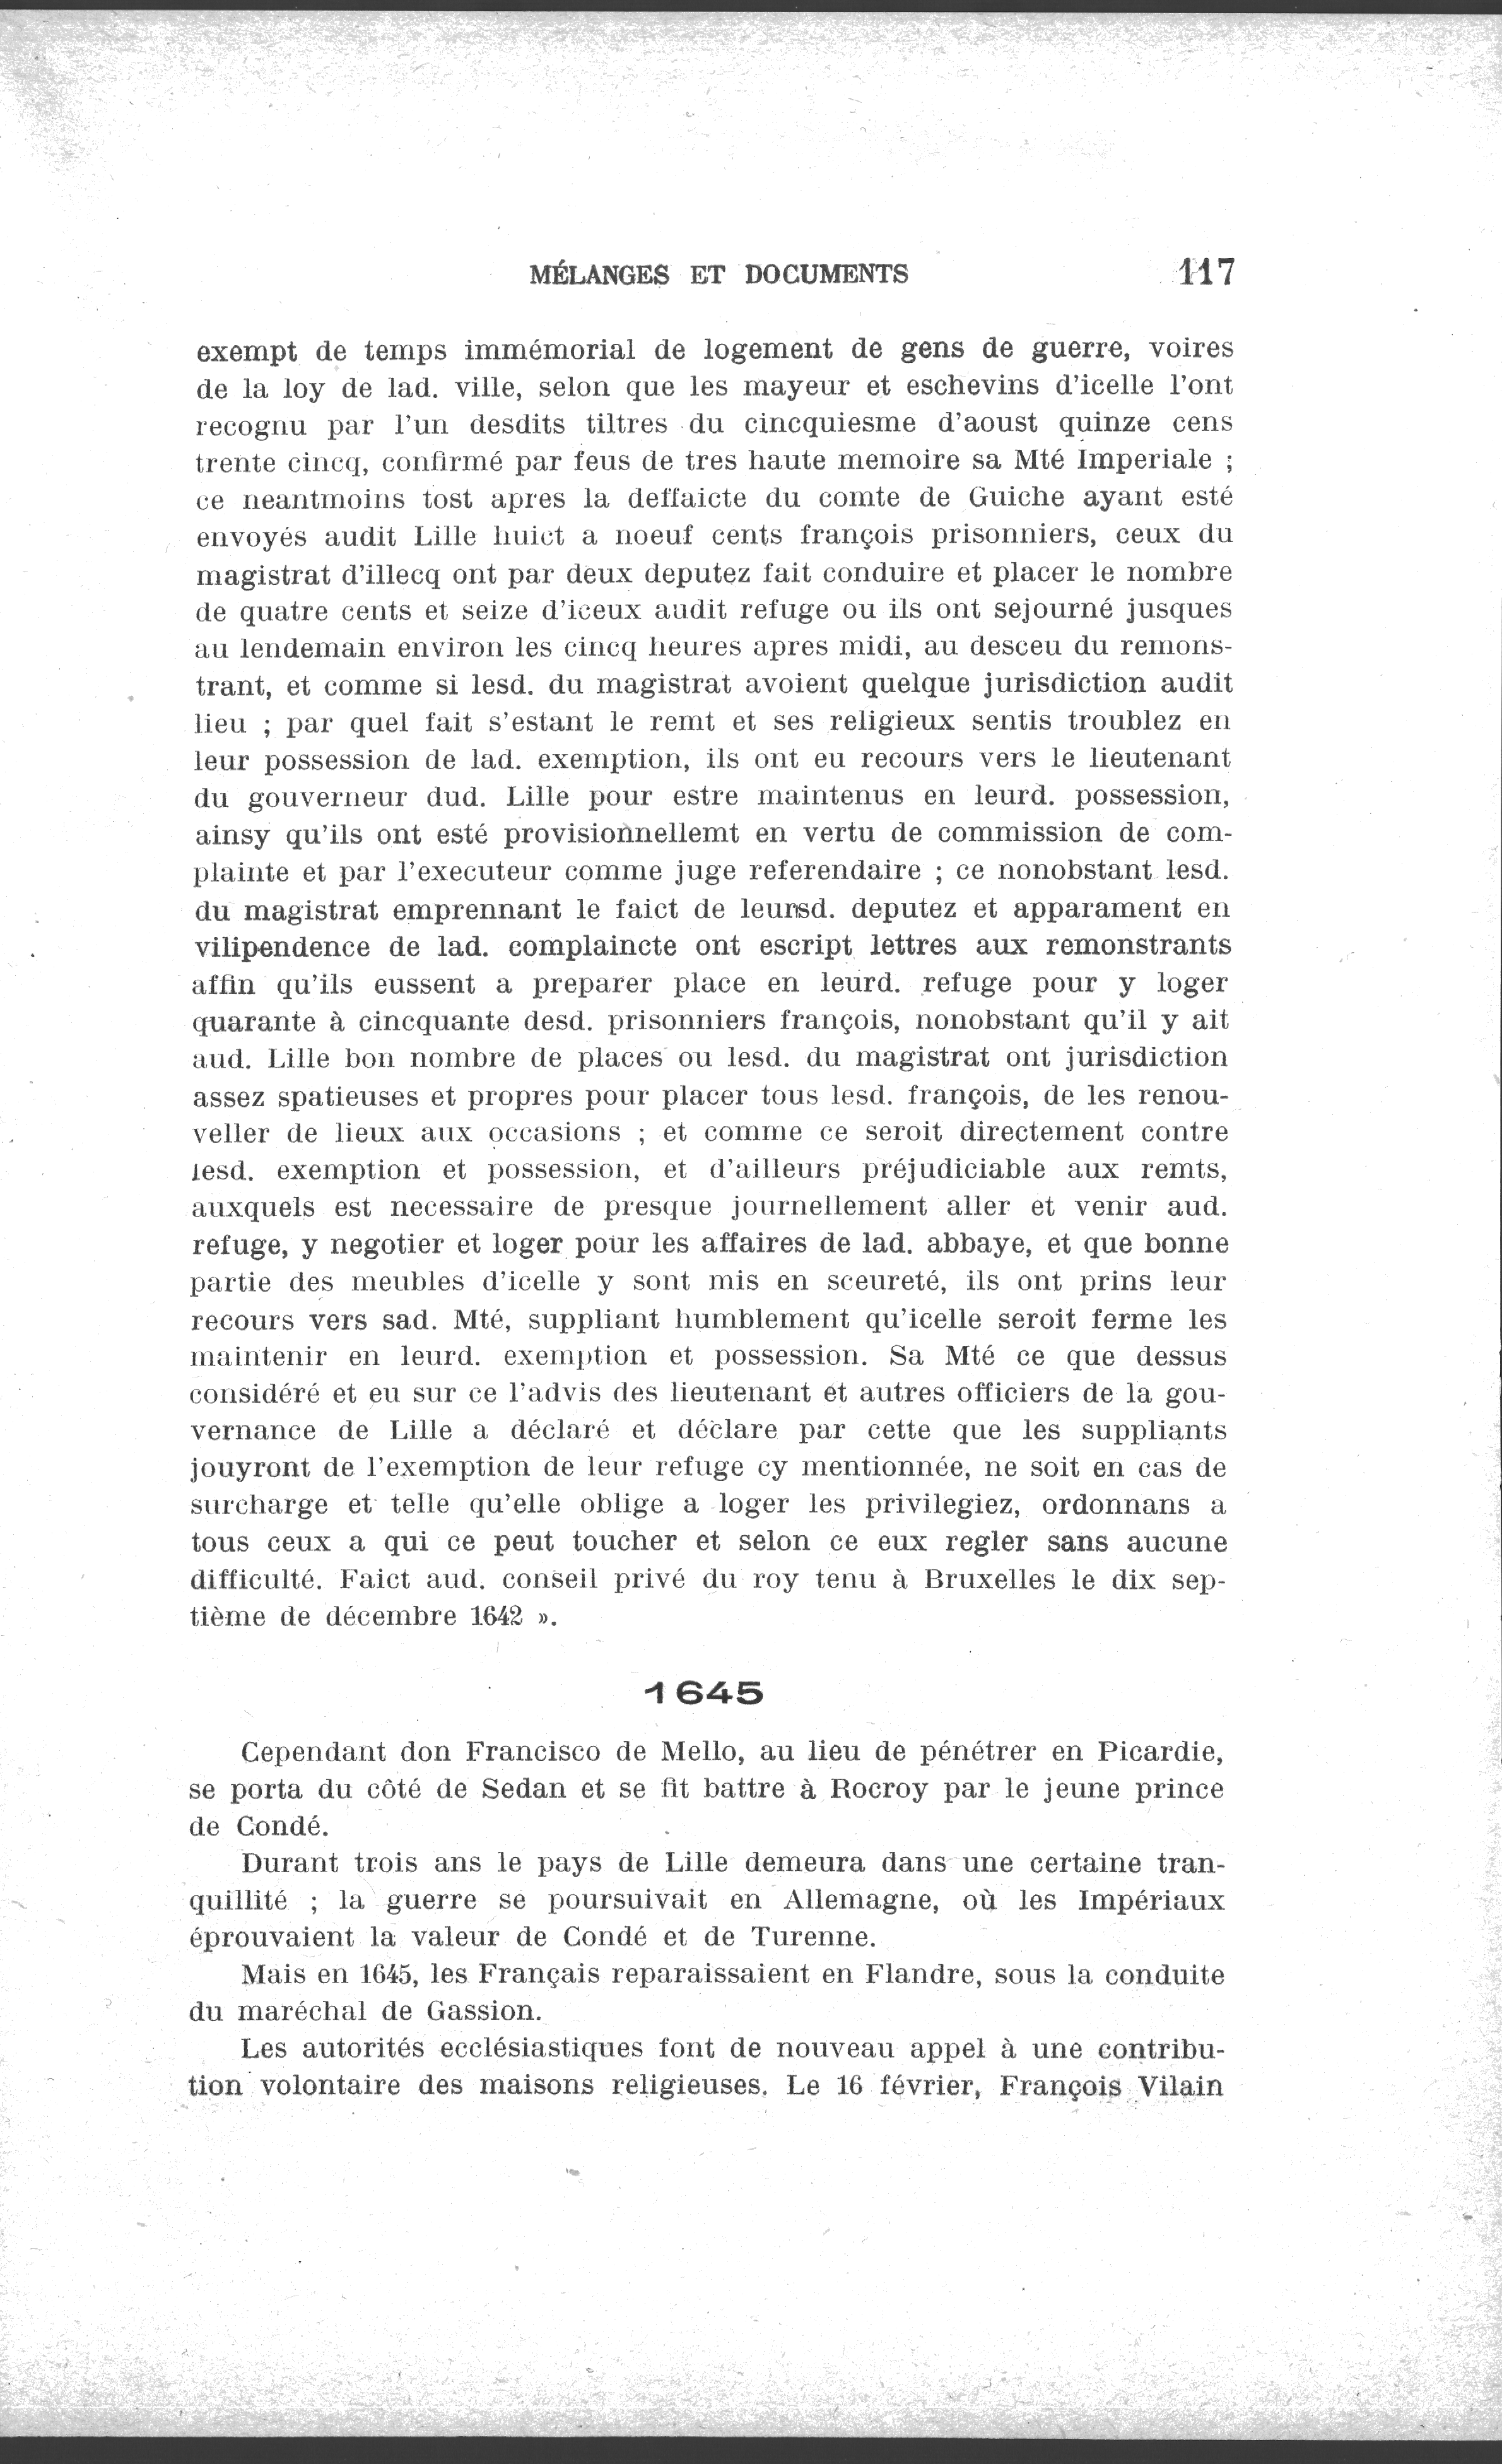 MÉLANGES ET DOCUMENTS 117
exempt de temps immémorial de logement de gens de guerre, voires
de la loy de lad. ville, selon que les mayeur et eschevins d'icelle l'ont
recognu par l'un desdits tiltres du cincquiesme d'aoust quinze cens
trente cincq, confirmé par feus de tres haute memoire sa Mté Imperiale ;
ce neantmoins tost apres la deffaicte du comte de Guiche ayant esté
envoyés audit Lille huict a noeuf cents françois prisonniers, ceux du
magistrat d'illecq ont par deux deputez fait conduire et placer le nombre
de quatre cents et seize d'iceux audit refuge ou ils ont sejourné jusques
au lendemain environ les cincq heures apres midi, au desceu du remons-
trant, et comme si lesd. du magistrat avoient quelque jurisdiction audit
lieu ; par quel fait s'estant le remt et ses religieux sentis troublez en
leur possession de lad. exemption, ils ont eu recours vers le lieutenant
du gouverneur dud. Lille pour estre maintenus en leurd. possession,
ainsy qu'ils ont esté provisionnellemt en vertu de commission de com-
plainte et par l'executeur comme juge referendaire ; ce nonobstant lesd.
du magistrat emprennant le faict de leursd. deputez et apparament en
vilipendence de lad. complaincte ont escript lettres aux remonstrants
affin qu'ils eussent a preparer place en leurd. refuge pour y loger
quarante à cincquante desd. prisonniers françois, nonobstant qu'il y ait
aud. Lille bon nombre de places ou lesd. du magistrat ont jurisdiction
assez spatieuses et propres pour placer tous lesd. françois, de les renou-
veller de lieux aux occasions ; et comme ce seroit directement contre
lesd. exemption et possession, et d'ailleurs préjudiciable aux remts,
auxquels est necessaire de presque journellement aller et venir aud.
refuge, y negotier et loger pour les affaires de lad. abbaye, et que bonne
partie des meubles d'icelle y sont mis en sceureté, ils ont prins leur
recours vers sad. Mté, suppliant humblement qu'icelle seroit ferme les
maintenir en leurd. exemption et possession. Sa Mté ce que dessus
considéré et eu sur ce l'advis des lieutenant et autres officiers de la gou-
vernance de Lille a déclaré et déclare par cette que les suppliants
jouyront de l'exemption de leur refuge cy mentionnée, ne soit en cas de
surcharge et telle qu'elle oblige a loger les privilegiez, ordonnans a
tous ceux a qui ce peut toucher et selon ce eux regler sans aucune
difficulté. Faict aud. conseil privé du roy tenu à Bruxelles le dix sep-
tième de décembre 1642 ».
1645
Cependant don Francisco de Mello, au lieu de pénétrer en Picardie,
se porta du côté de Sedan et se fit battre à Rocroy par le jeune prince
de Condé.
Durant trois ans le pays de Lille demeura dans une certaine tran-
quillité ; la guerre se poursuivait en Allemagne, où les Impériaux
éprouvaient la valeur de Condé et de Turenne.
Mais en 1645, les Français reparaissaient en Flandre, sous la conduite
du maréchal de Gassion.
Les autorités ecclésiastiques font de nouveau appel à une contribu-
tion volontaire des maisons religieuses. Le 16 février, François Vilain